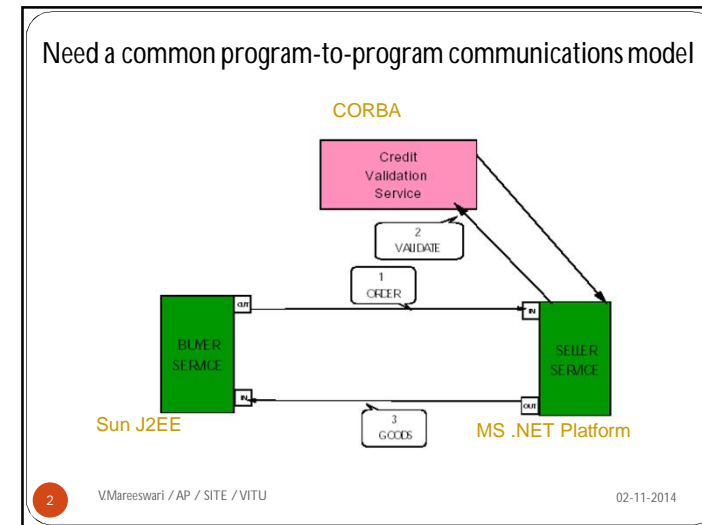 Need a common program-to-program communications model
CORBA
Credit
Validation
Service
2
VALIDATE
1
ORDER
OUT
IN
BUYER
SERVICE
SELLER
SERVICE
IN
OUT
3
GOODS
Sun J2EE
MS .NET Platform
2
V.Mareeswari / AP / SITE / VITU
02-11-2014